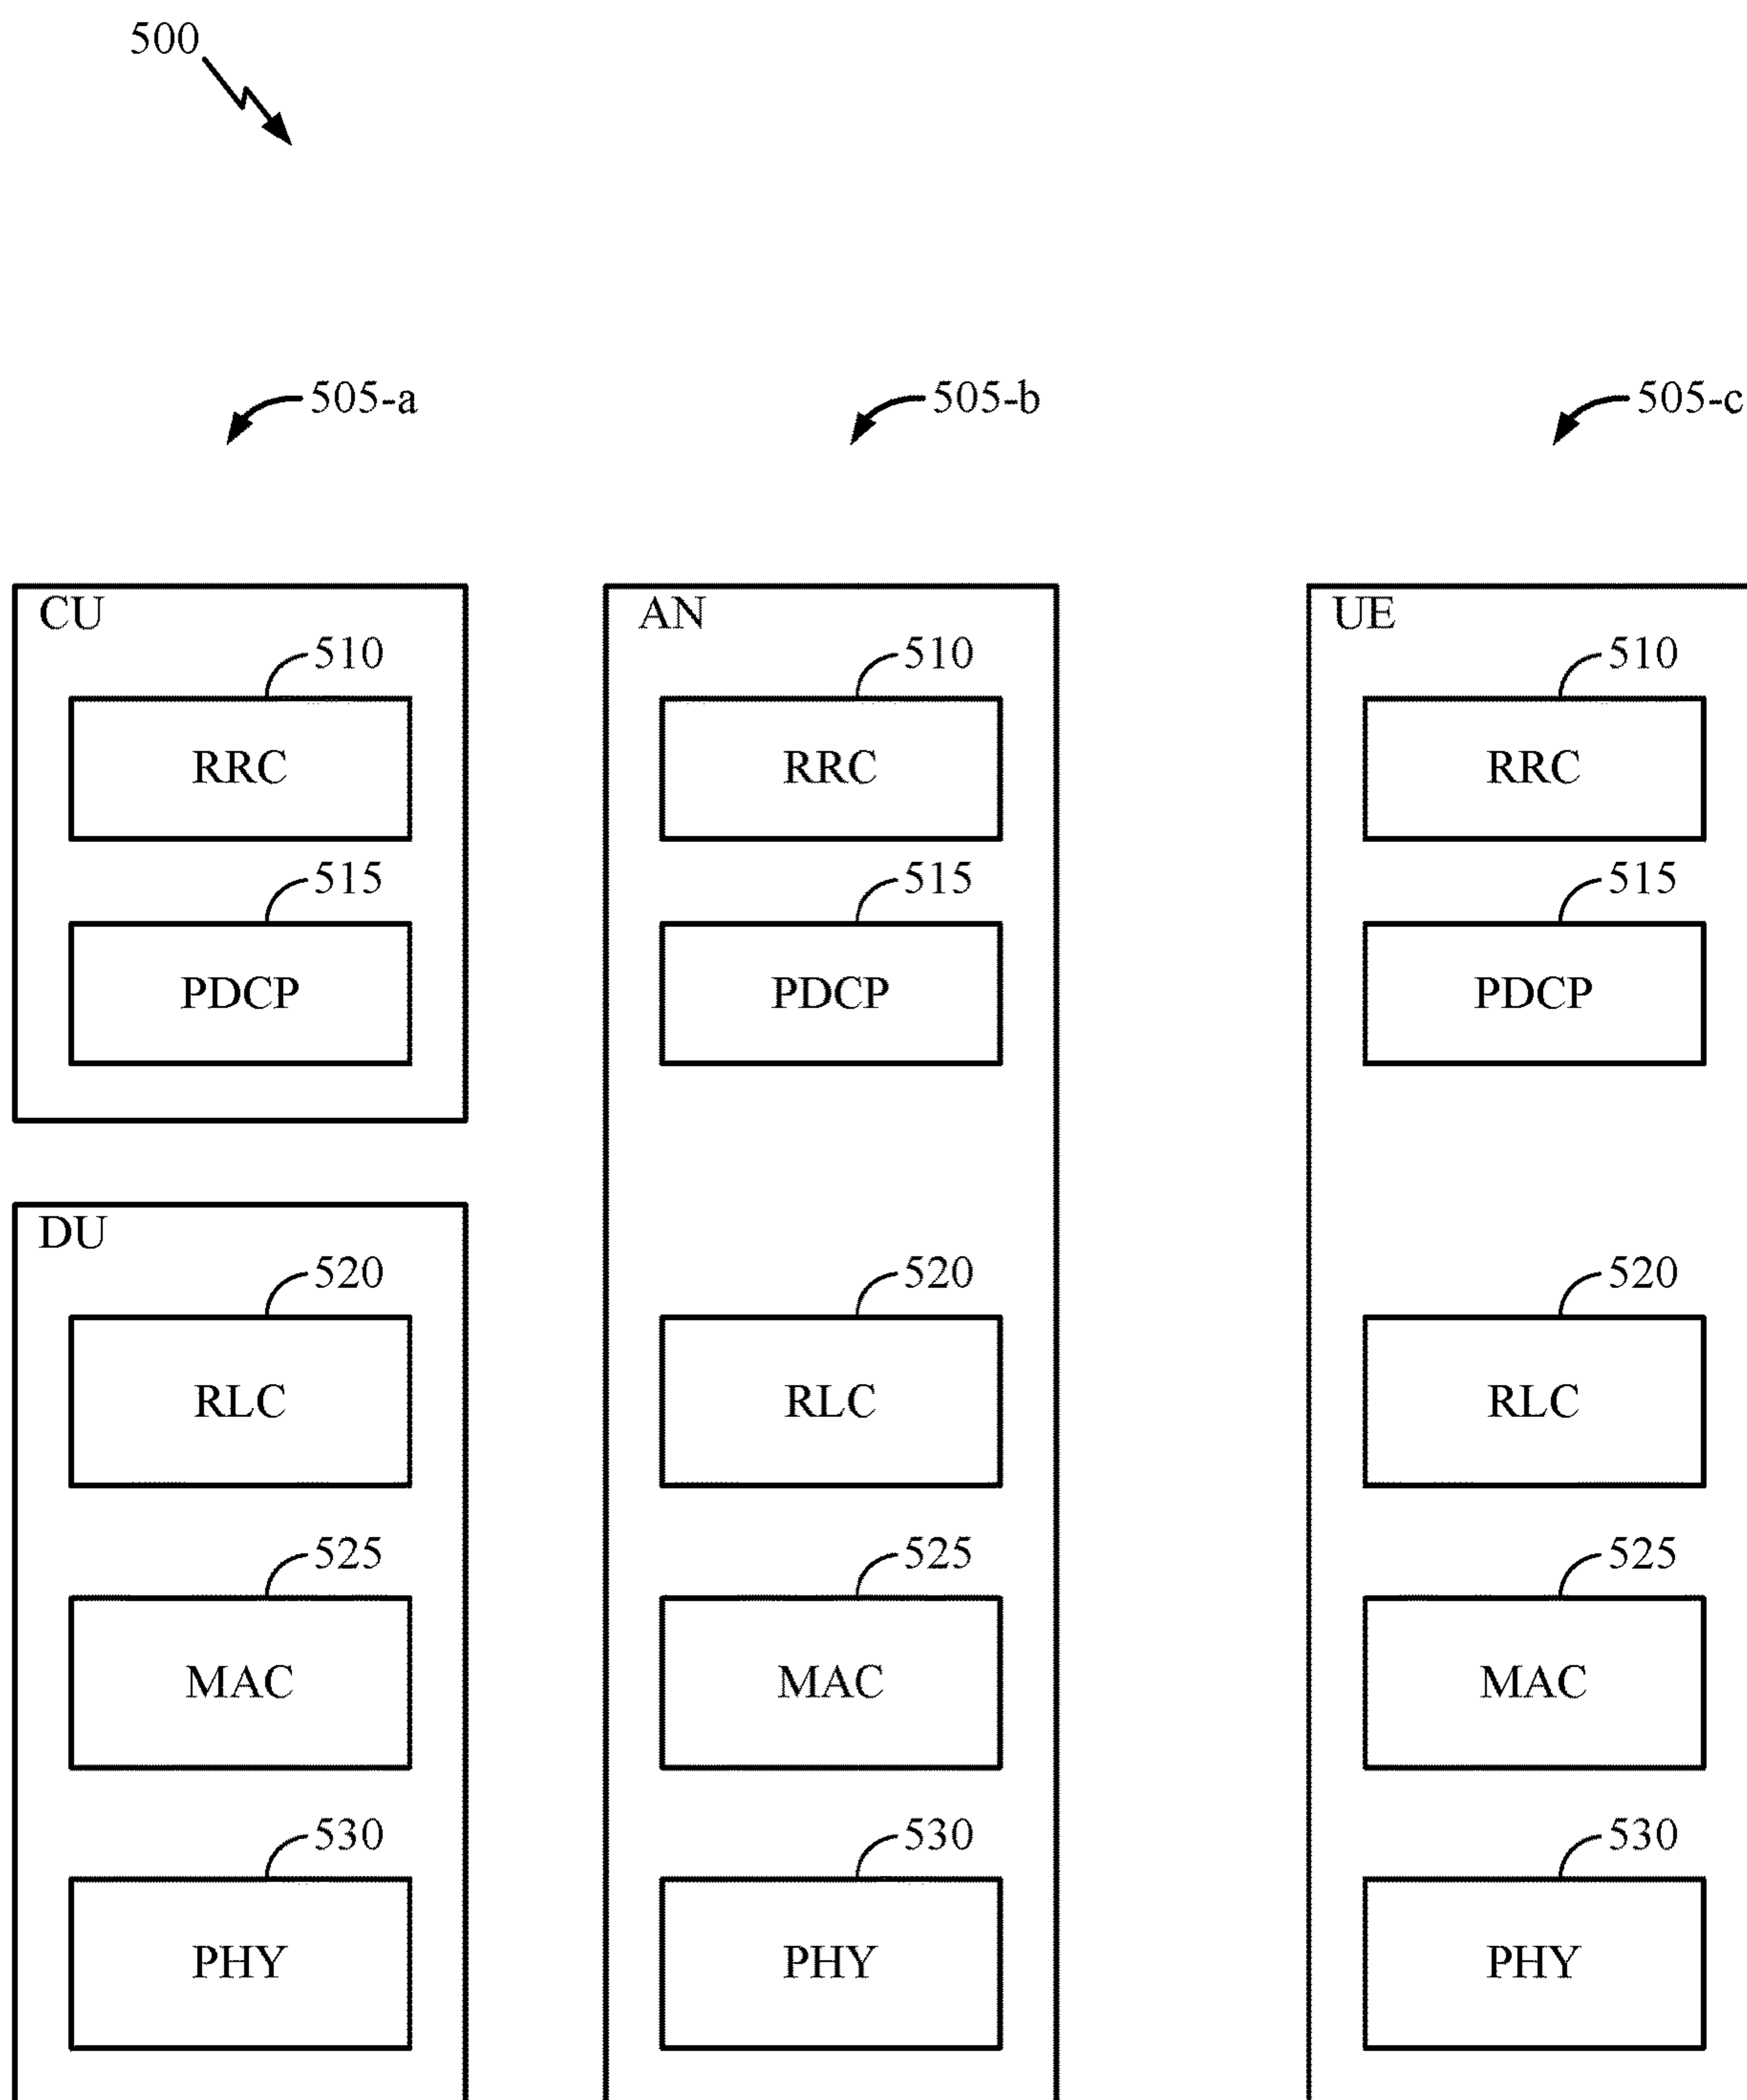 500
505-a 505-b 505-c
CU AN UE
510 510 510
RRC RRC RRC
515 515 515
PDCP PDCP PDCP
DU
520 520 520
RLC RLC RLC
525 525 525
MAC MAC MAC
530 530 530
PHY PHY PHY